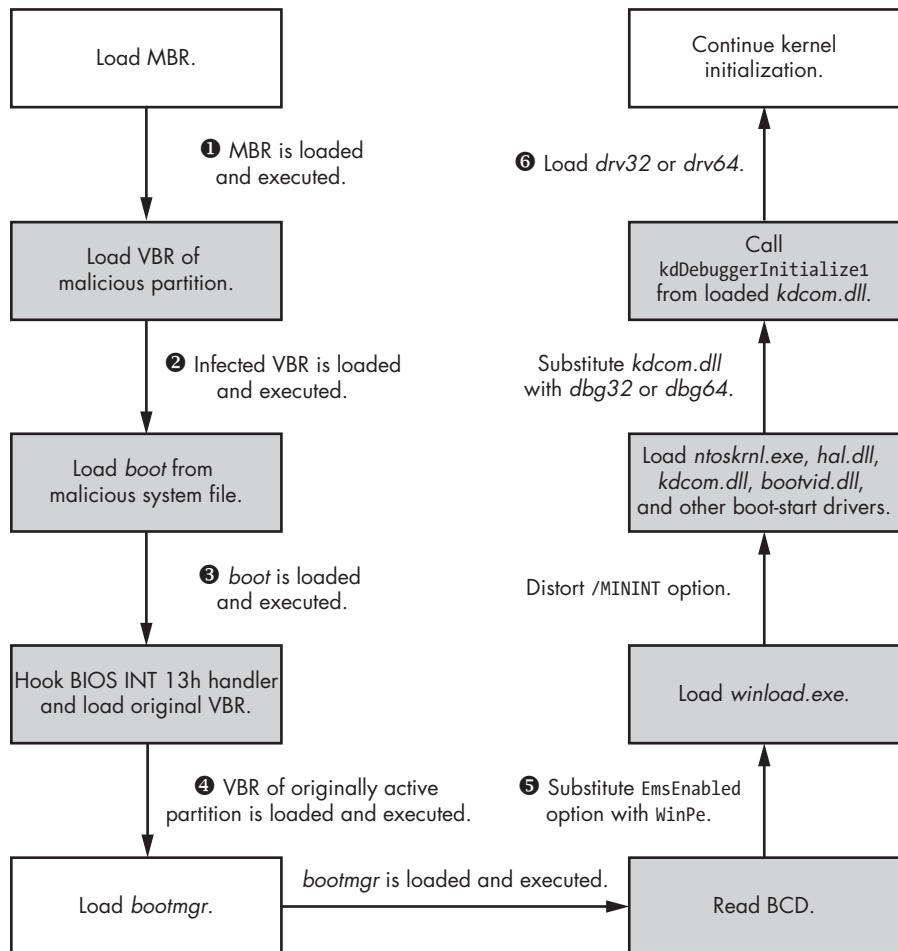 Load MBR.
❶ MBR is loaded
and executed.
Load VBR of
malicious partition.
❷ Infected VBR is loaded
and executed.
Load boot from
malicious system file.
❸ boot is loaded
and executed.
Hook BIOS INT 13h handler
and load original VBR.
❹ VBR of originally active
partition is loaded and executed.
Load bootmgr.
bootmgr is loaded and executed.
Read BCD.
❺ Substitute EmsEnabled
option with WinPe.
Load winload.exe.
Distort /MININT option.
Load ntoskrnl.exe, hal.dll,
kdcom.dll, bootvid.dll,
and other boot-start drivers.
Substitute kdcom.dll
with dbg32 or dbg64.
Call
kdDebuggerInitialize1
from loaded kdcom.dll.
❻ Load drv32 or drv64.
Continue kernel
initialization.